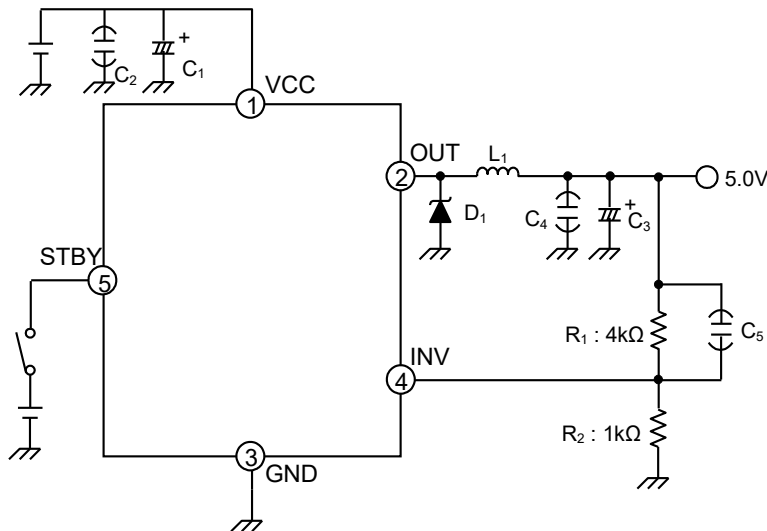 +
C₂
C₁
VCC
1
OUT
2
L₁
5.0V
D₁
C₄
+
C₃
STBY
5
R₁ : 4kΩ
C₅
INV
4
R₂ : 1kΩ
3
GND